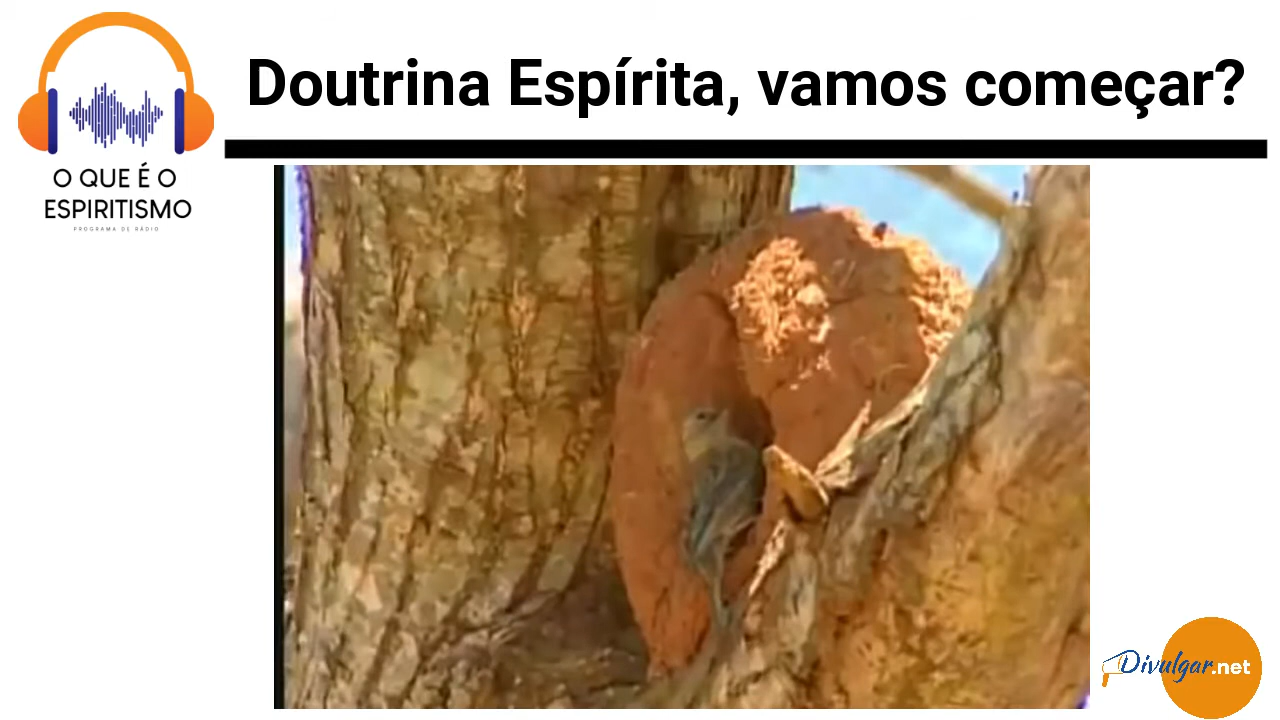 Doutrina Espírita, vamos começar?
O QUE É O
ESPIRITISMO
PROGRAMA DE RÁDIO
Divulgar.net